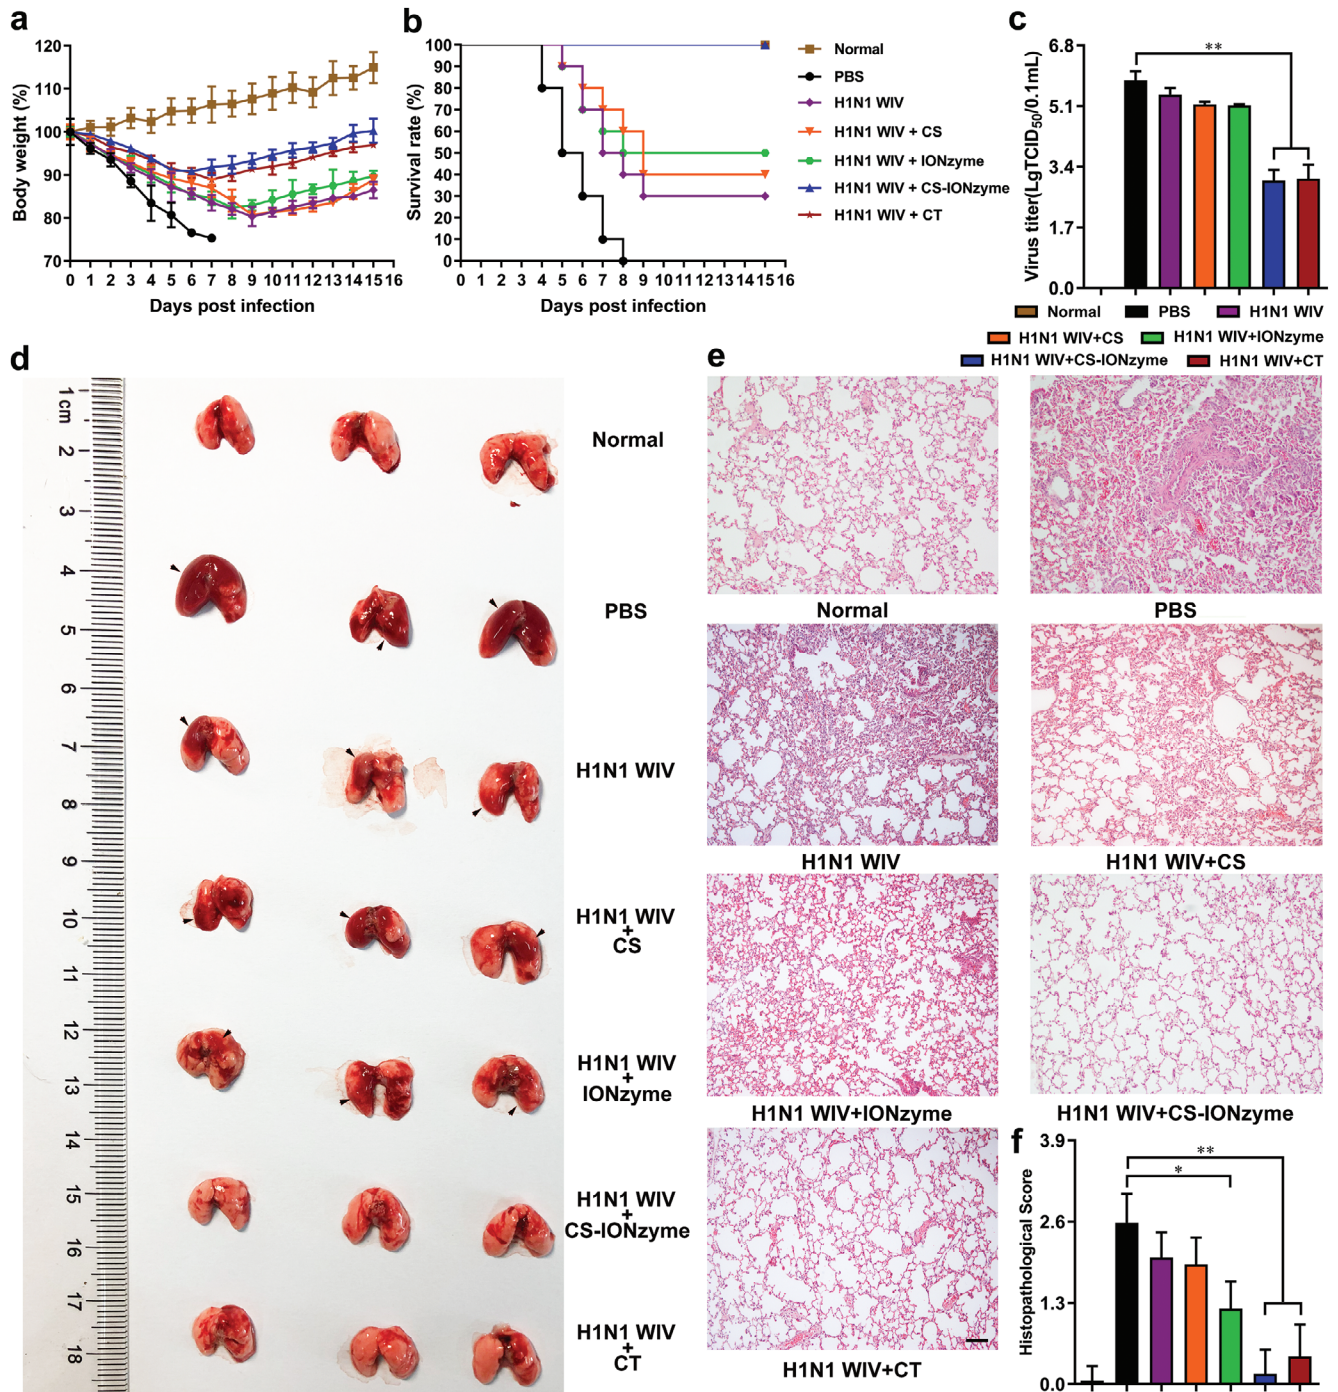 a
120
110
100
90
80
70
Body weight (%)
0 1 2 3 4 5 6 7 8 9 10 11 12 13 14 15 16
Days post infection
b
100
90
80
70
60
50
40
30
20
10
0
Survival rate (%)
0 1 2 3 4 5 6 7 8 9 10 11 12 13 14 15 16
Days post infection
Normal
PBS
H1N1 WIV
H1N1 WIV + CS
H1N1 WIV + IONzyme
H1N1 WIV + CS-IONzyme
H1N1 WIV + CT
c
6.8
5.1
3.4
1.7
0.0
Virus titer(LgTCID50/0.1mL)
**
Normal PBS H1N1 WIV
H1N1 WIV+CS H1N1 WIV+IONzyme
H1N1 WIV+CS-IONzyme H1N1 WIV+CT
d
1 cm
2
3
4
5
6
7
8
9
10
11
12
13
14
15
16
17
18
Normal
PBS
H1N1 WIV
H1N1 WIV
+
CS
H1N1 WIV
+
IONzyme
H1N1 WIV
+
CS-IONzyme
H1N1 WIV
+
CT
e
Normal
PBS
H1N1 WIV
H1N1 WIV+CS
H1N1 WIV+IONzyme
H1N1 WIV+CS-IONzyme
H1N1 WIV+CT
f
3.9
2.6
1.3
0.0
Histopathological Score
**
*